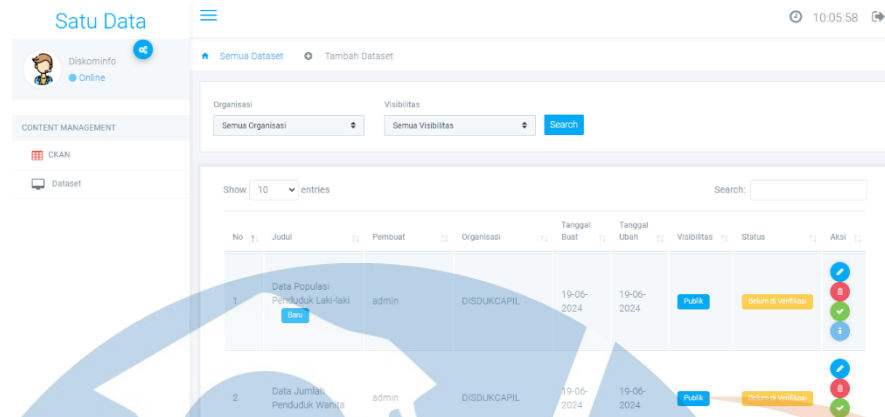 Satu Data
10:05:58
Diskominfo
Online
Semua Dataset
Tambah Dataset
Organisasi
Visibilitas
Semua Organisasi
Semua Visibilitas
Search
CONTENT MANAGEMENT
CKAN
Dataset
Show 10 entries
Search:
No
Judul
Pembuat
Organisasi
Tanggal
Buat
Tanggal
Ubah
Visibilitas
Status
Aksi
1
Data Populasi
Penduduk Laki-laki
Baru
admin
DISDUKCAPIL
19-06-
2024
19-06-
2024
Publik
Belum di Verifikasi
2
Data Jumlah
Penduduk Wanita
admin
DISDUKCAPIL
19-06-
2024
19-06-
2024
Publik
Belum di Verifikasi